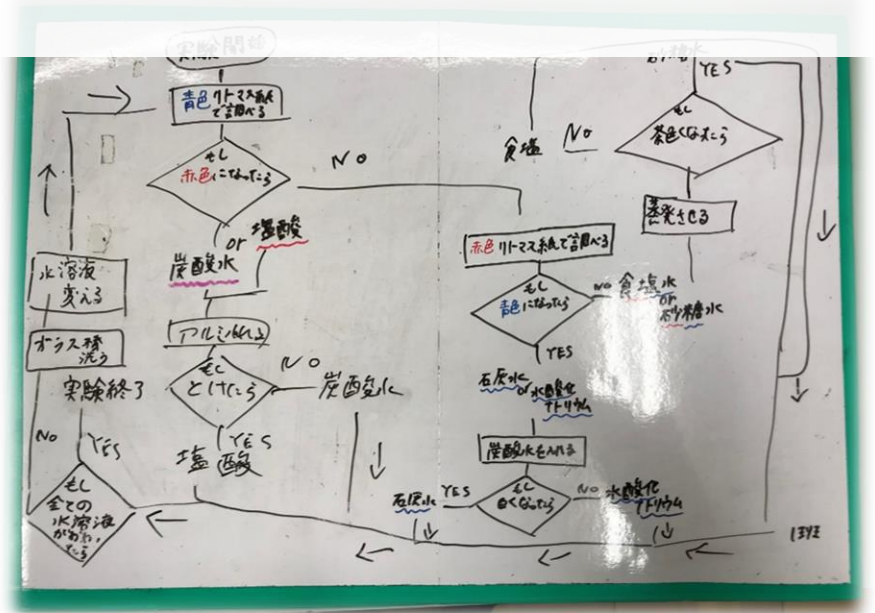 実験開始
青色リトマス紙
で調べる
もし
赤色になったら
NO
炭酸水
or
塩酸
アルミ入れる
もし
とけたら
NO
炭酸水
YES
塩酸
水溶液
変える
ガラス棒
洗う
実験終了
No
YES
もし
全ての
水溶液
がおわっ
たら
赤色リトマス紙で調べる
もし
青色になったら
NO
食塩水
or
砂糖水
YES
石灰水
or 水酸化
ナトリウム
炭酸水を入れる
もし
白くなったら
YES
石灰水
NO
水酸化
ナトリウム
砂糖水
YES
もし
茶色くなったら
No
食塩
蒸発させる